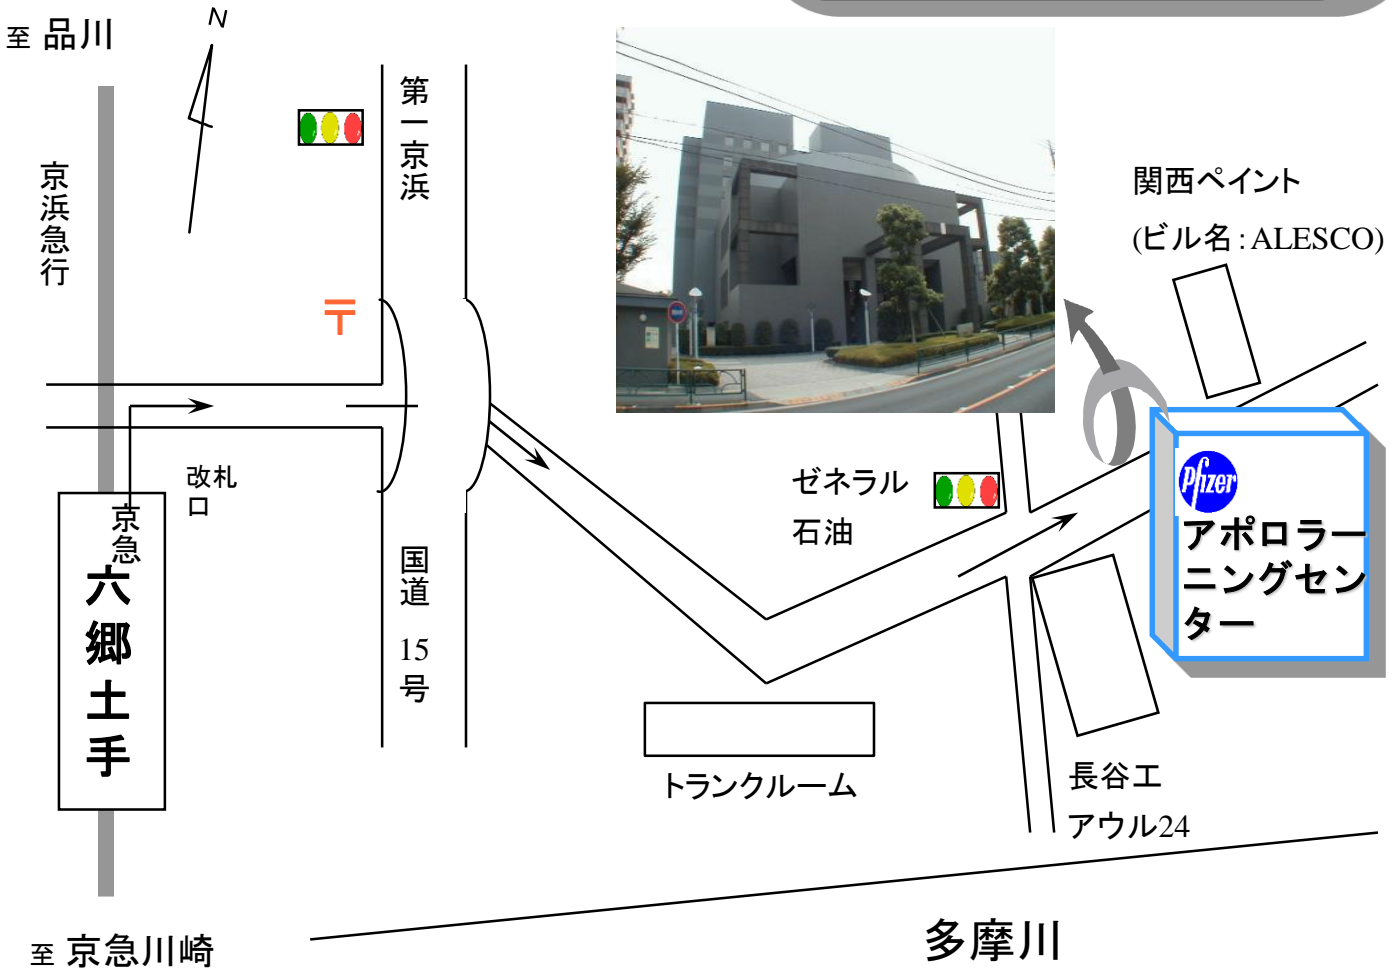 至 品川
N
第一京浜
京浜急行
関西ペイント
(ビル名：ALESCO)
〒
改札
口
京急
六郷土手
ゼネラル
石油
Pfizer
アポロラー
ニングセン
ター
国道 15号
トランクルーム
長谷工
アウル24
多摩川
至 京急川崎